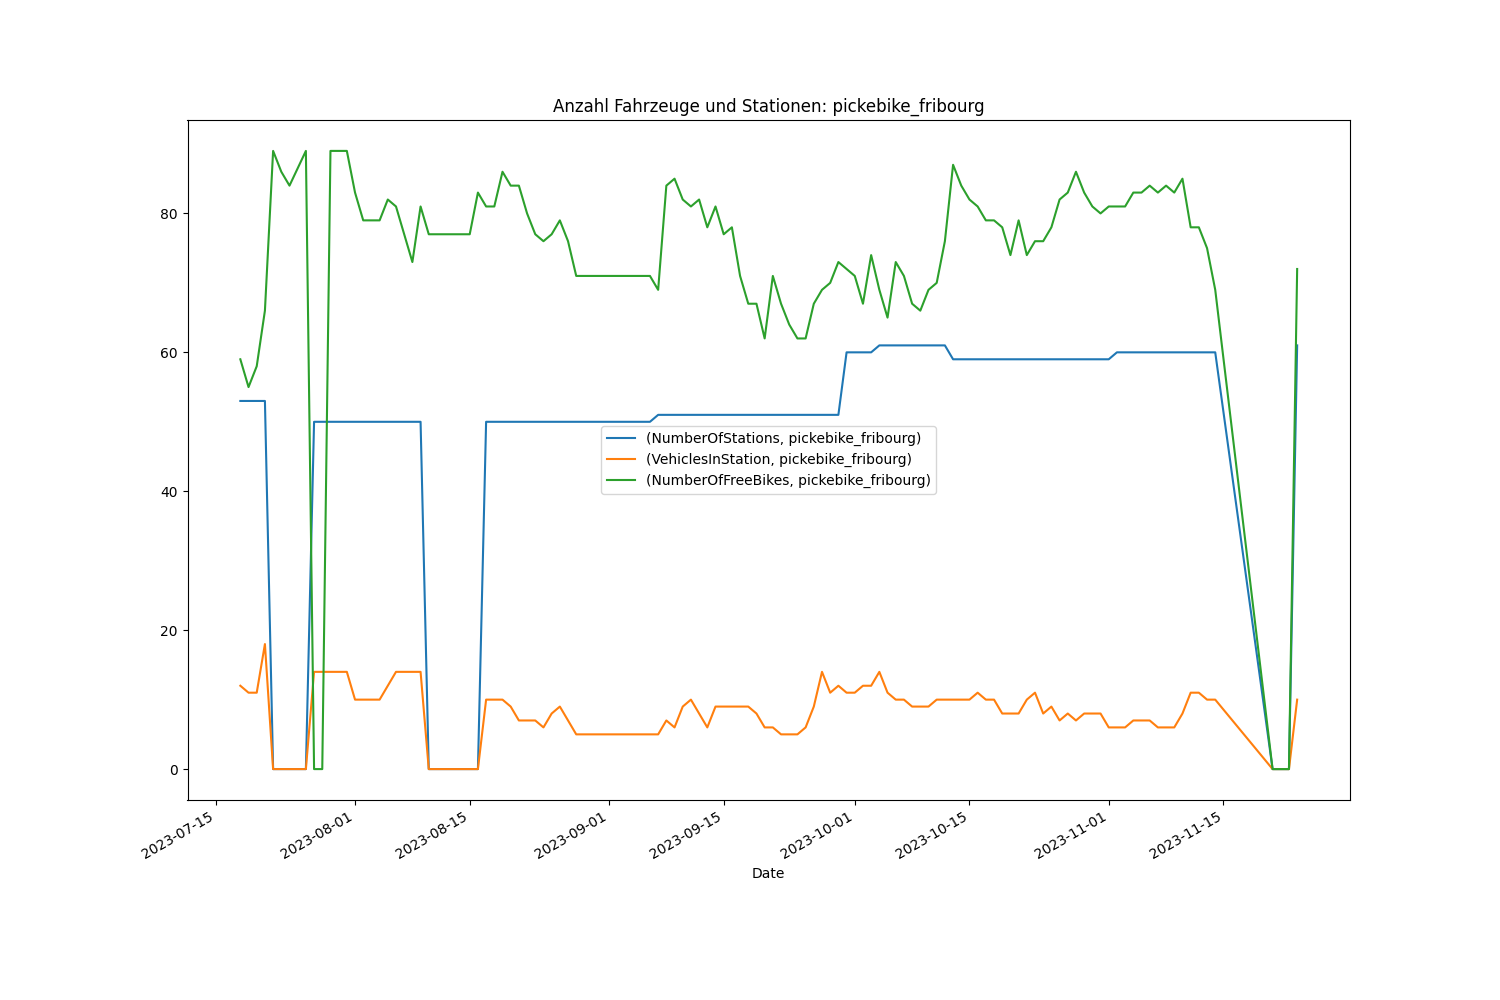 Anzahl Fahrzeuge und Stationen: pickebike_fribourg
80
60
40
20
0
(NumberOfStations, pickebike_fribourg)
(VehiclesInStation, pickebike_fribourg)
(NumberOfFreeBikes, pickebike_fribourg)
2023-07-15
2023-08-01
2023-08-15
2023-09-01
2023-09-15
2023-10-01
2023-10-15
2023-11-01
2023-11-15
Date